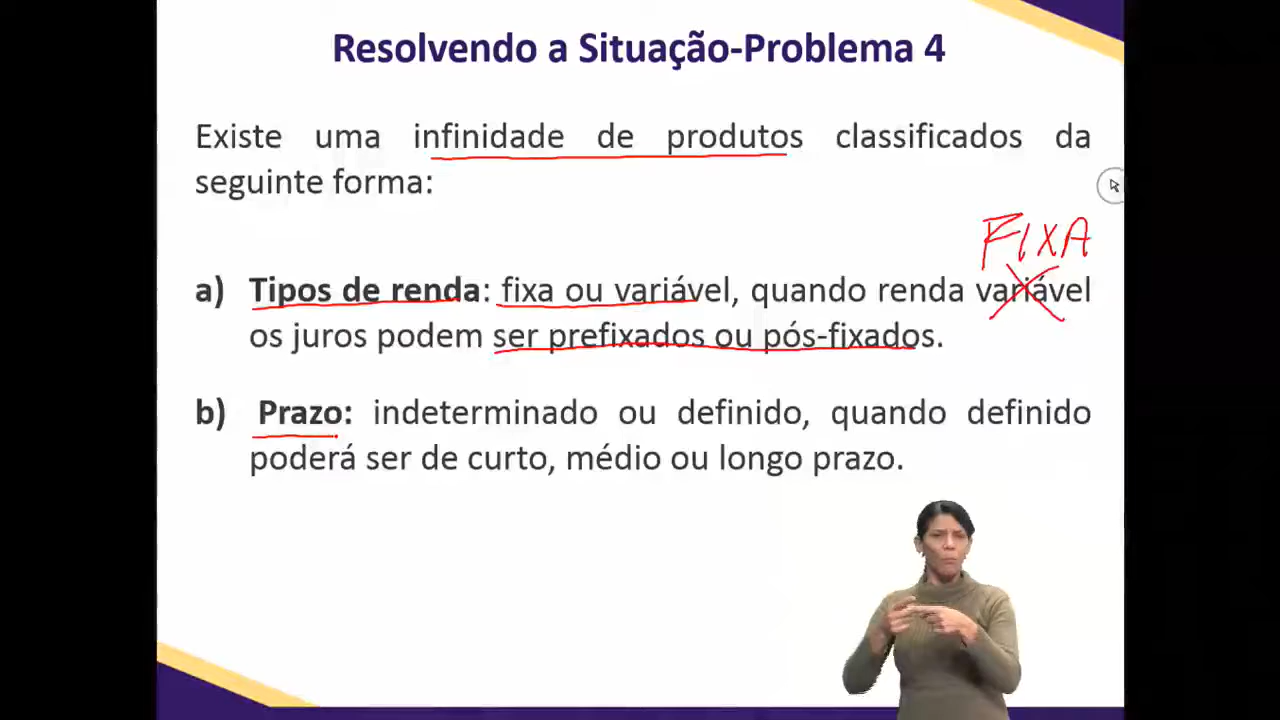 Resolvendo a Situação-Problema 4
Existe uma infinidade de produtos classificados da
seguinte forma:
FIXA
a) Tipos de renda: fixa ou variável, quando renda variável
os juros podem ser prefixados ou pós-fixados.
b) Prazo: indeterminado ou definido, quando definido
poderá ser de curto, médio ou longo prazo.